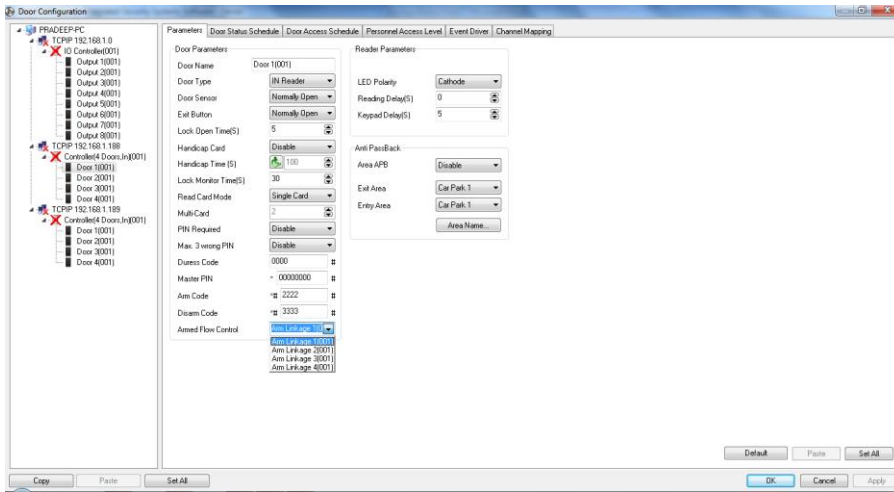 Door Configuration
PRADEEP-PC
TCPIP 192.168.1.0
IO Controller(001)
Output 1(001)
Output 2(001)
Output 3(001)
Output 4(001)
Output 5(001)
Output 6(001)
Output 7(001)
Output 8(001)
TCPIP 192.168.1.188
Controller(4 Doors,In)(001)
Door 1(001)
Door 2(001)
Door 3(001)
Door 4(001)
TCPIP 192.168.1.189
Controller(4 Doors,In)(001)
Door 1(001)
Door 2(001)
Door 3(001)
Door 4(001)
Parameters Door Status Schedule Door Access Schedule Personnel Access Level Event Driver Channel Mapping
Door Parameters
Door Name Door 1(001)
Door Type IN Reader
Door Sensor Normally Open
Exit Button Normally Open
Lock Open Time(S) 5
Handicap Card Disable
Handicap Time (S) 100
Lock Monitor Time(S) 30
Read Card Mode Single Card
Multi-Card 2
PIN Required Disable
Max. 3 wrong PIN Disable
Duress Code 0000 #
Master PIN * 00000000 #
Arm Code *# 2222 #
Disarm Code *# 3333 #
Armed Flow Control Arm Linkage 1(0
Arm Linkage 1(001)
Arm Linkage 2(001)
Arm Linkage 3(001)
Arm Linkage 4(001)
Reader Parameters
LED Polarity Cathode
Reading Delay(S) 0
Keypad Delay(S) 5
Anti PassBack
Area APB Disable
Exit Area Car Park 1
Entry Area Car Park 1
Area Name...
Default Paste Set All
Copy Paste Set All OK Cancel Apply